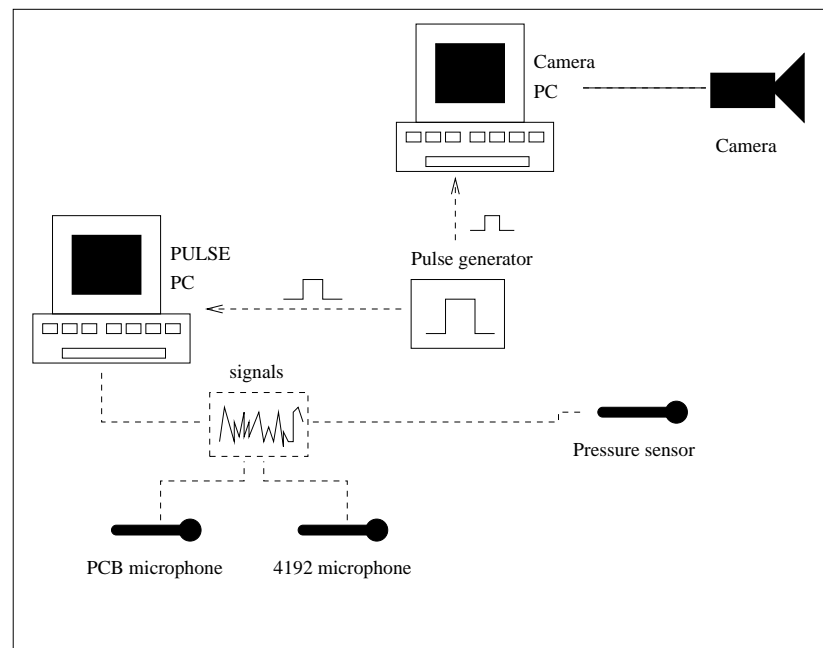 Camera
PC
Camera
PULSE
PC
Pulse generator
signals
Pressure sensor
PCB microphone
4192 microphone